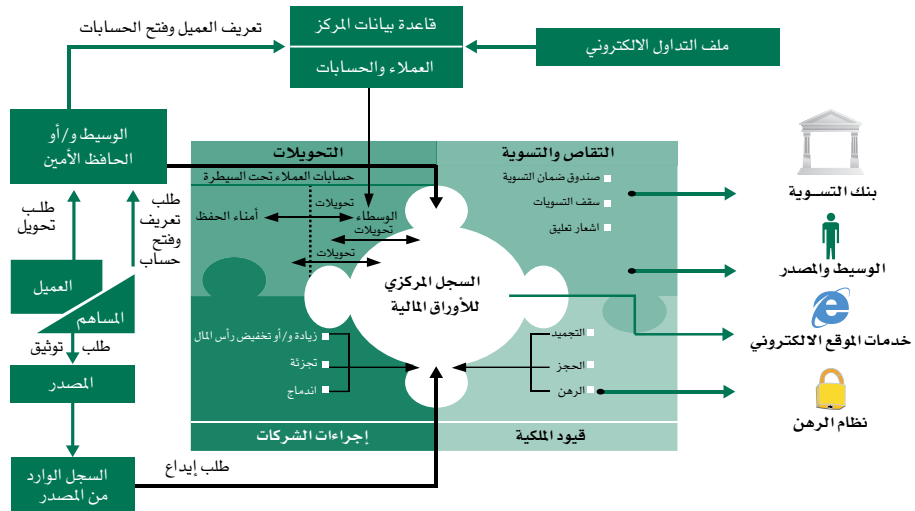 تعريف العميل وفتح الحسابات
قاعدة بيانات المركز
العملاء والحسابات
ملف التداول الالكتروني
الوسيط و/أو
الحافظ الأمين
التحويلات
التقاص والتسوية
حسابات العملاء تحت السيطرة
صندوق ضمان التسوية
سقف التسويات
اشعار تعليق
تحويلات
الوسطاء
أمناء الحفظ
تحويلات
تحويلات
بنك التسوية
الوسيط والمصدر
خدمات الموقع الالكتروني
نظام الرهن
السجل المركزي
للأوراق المالية
طلب
تحويل
طلب
تعريف
وفتح
حساب
العميل
المساهم
طلب
توثيق
المصدر
زيادة و/أو تخفيض رأس المال
تجزئة
اندماج
التجميد
الحجز
الرهن
إجراءات الشركات
قيود الملكية
طلب إيداع
السجل الوارد
من المصدر